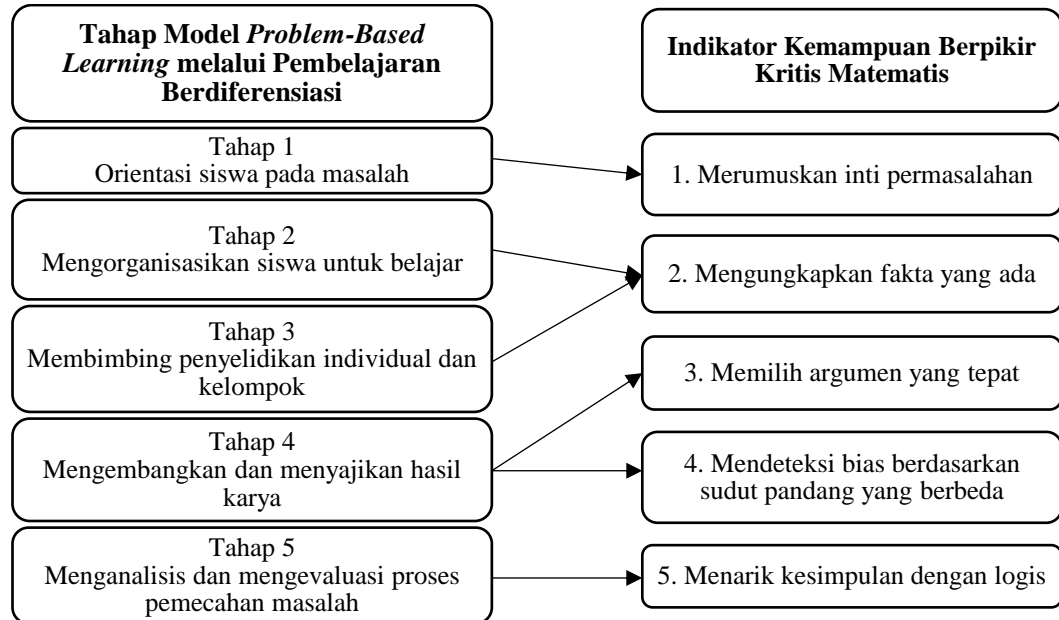 Tahap Model Problem-Based
Learning melalui Pembelajaran
Berdiferensiasi
Indikator Kemampuan Berpikir
Kritis Matematis
Tahap 1
Orientasi siswa pada masalah
1. Merumuskan inti permasalahan
Tahap 2
Mengorganisasikan siswa untuk belajar
2. Mengungkapkan fakta yang ada
Tahap 3
Membimbing penyelidikan individual dan
kelompok
3. Memilih argumen yang tepat
Tahap 4
Mengembangkan dan menyajikan hasil
karya
4. Mendeteksi bias berdasarkan
sudut pandang yang berbeda
Tahap 5
Menganalisis dan mengevaluasi proses
pemecahan masalah
5. Menarik kesimpulan dengan logis